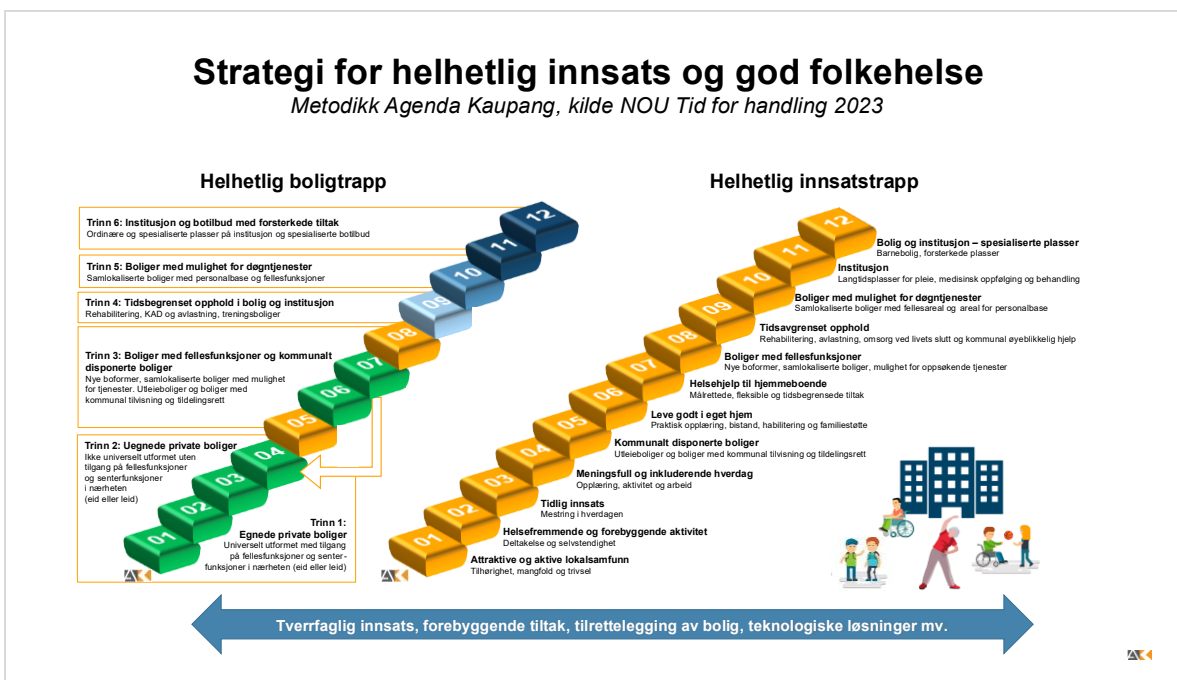 Strategi for helhetlig innsats og god folkehelse
Metodikk Agenda Kaupang, kilde NOU Tid for handling 2023
Helhetlig boligtrapp
Trinn 6: Institusjon og botilbud med forsterkede tiltak
Ordinære og spesialiserte plasser på institusjon og spesialiserte botilbud
Trinn 5: Boliger med mulighet for døgntjenester
Samlokaliserte boliger med personalbase og fellesfunksjoner
Trinn 4: Tidsbegrenset opphold i bolig og institusjon
Rehabilitering, KAD og avlastning, treningsboliger
Trinn 3: Boliger med fellesfunksjoner og kommunalt
disponerte boliger
Nye boformer, samlokaliserte boliger med mulighet
for tjenester. Utleieboliger og boliger med
kommunal tilvisning og tildelingsrett
Trinn 2: Uegnede private boliger
Ikke universelt utformet uten
tilgang på fellesfunksjoner
og senterfunksjoner
i nærheten
(eid eller leid)
Trinn 1:
Egnede private boliger
Universelt utformet med tilgang
på fellesfunksjoner og senter-
funksjoner i nærheten (eid eller leid)
12
11
10
09
08
07
06
05
04
03
02
01
Helhetlig innsatstrapp
12
11
10
09
08
07
06
05
04
03
02
01
Bolig og institusjon – spesialiserte plasser
Barnebolig, forsterkede plasser
Institusjon
Langtidsplasser for pleie, medisinsk oppfølging og behandling
Boliger med mulighet for døgntjenester
Samlokaliserte boliger med fellesareal og areal for personalbase
Tidsavgrenset opphold
Rehabilitering, avlastning, omsorg ved livets slutt og kommunal øyeblikkelig hjelp
Boliger med fellesfunksjoner
Nye boformer, samlokaliserte boliger, mulighet for oppsøkende tjenester
Helsehjelp til hjemmeboende
Målrettede, fleksible og tidsbegrensede tiltak
Leve godt i eget hjem
Praktisk opplæring, bistand, habilitering og familiestøtte
Kommunalt disponerte boliger
Utleieboliger og boliger med kommunal tilvisning og tildelingsrett
Meningsfull og inkluderende hverdag
Opplæring, aktivitet og arbeid
Tidlig innsats
Mestring i hverdagen
Helsefremmende og forebyggende aktivitet
Deltakelse og selvstendighet
Attraktive og aktive lokalsamfunn
Tilhørighet, mangfold og trivsel
Tverrfaglig innsats, forebyggende tiltak, tilrettelegging av bolig, teknologiske løsninger mv.